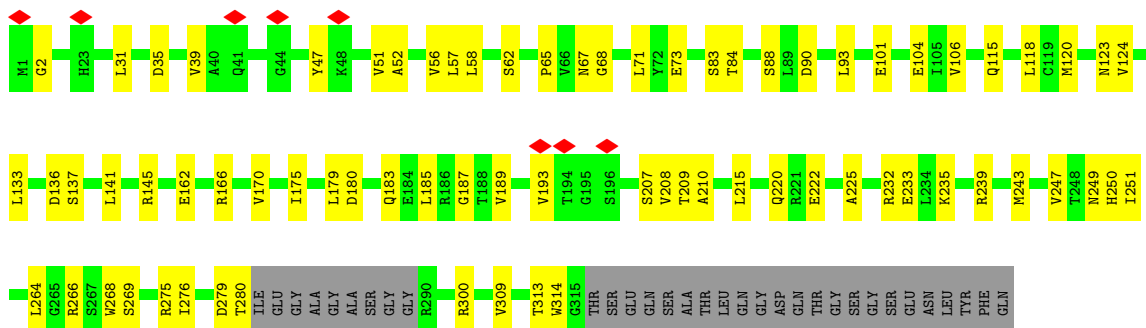 M1 G2 H23 L31 D35 V39 A40 Q41 G44 Y47 K48 V51 A52 V56 L57 L58 S62 P65 V66 N67 G68 L71 Y72 E73 S83 T84 S88 L89 D90 L93 E101 E104 I105 V106 Q115 L118 C119 M120 N123 V124
L133 D136 S137 L141 R145 E162 R166 V170 I175 L179 D180 Q183 E184 L185 R186 G187 T188 V189 V193 T194 G195 S196 S207 V208 T209 A210 L215 Q220 R221 E222 A225 R232 E233 L234 K235 R239 M243 V247 T248 N249 H250 I251
L264 G265 R266 S267 W268 S269 R275 I276 D279 T280 ILE GLU GLY ALA GLY ALA SER GLY GLY R290 R300 V309 T313 W314 G315 THR SER GLU GLN SER ALA THR LEU GLN GLY ASP GLN THR GLY SER GLY SER GLU ASN LEU TYR PHE GLN